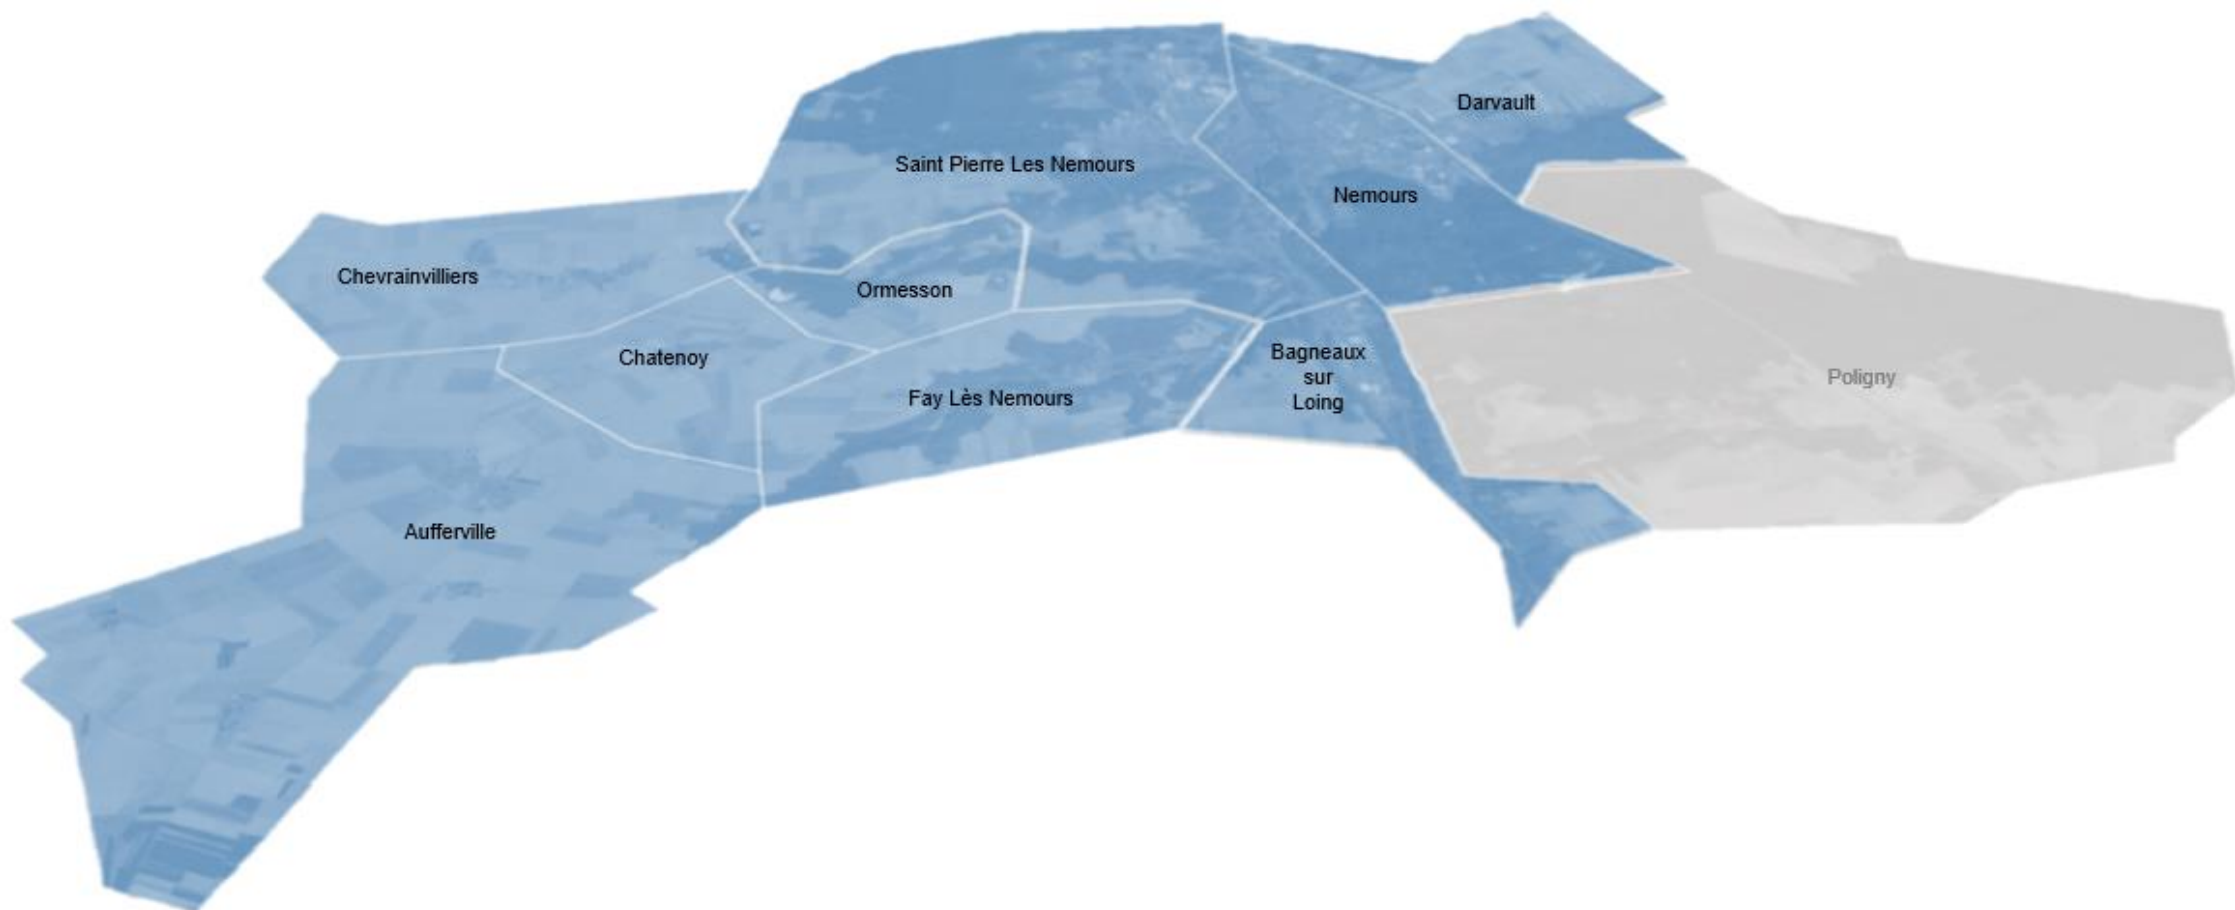 Darvault
Saint Pierre Les Nemours
Nemours
Chevrainvilliers
Ormesson
Chatenoy
Bagneaux
sur
Loing
Poligny
Fay Lès Nemours
Aufferville